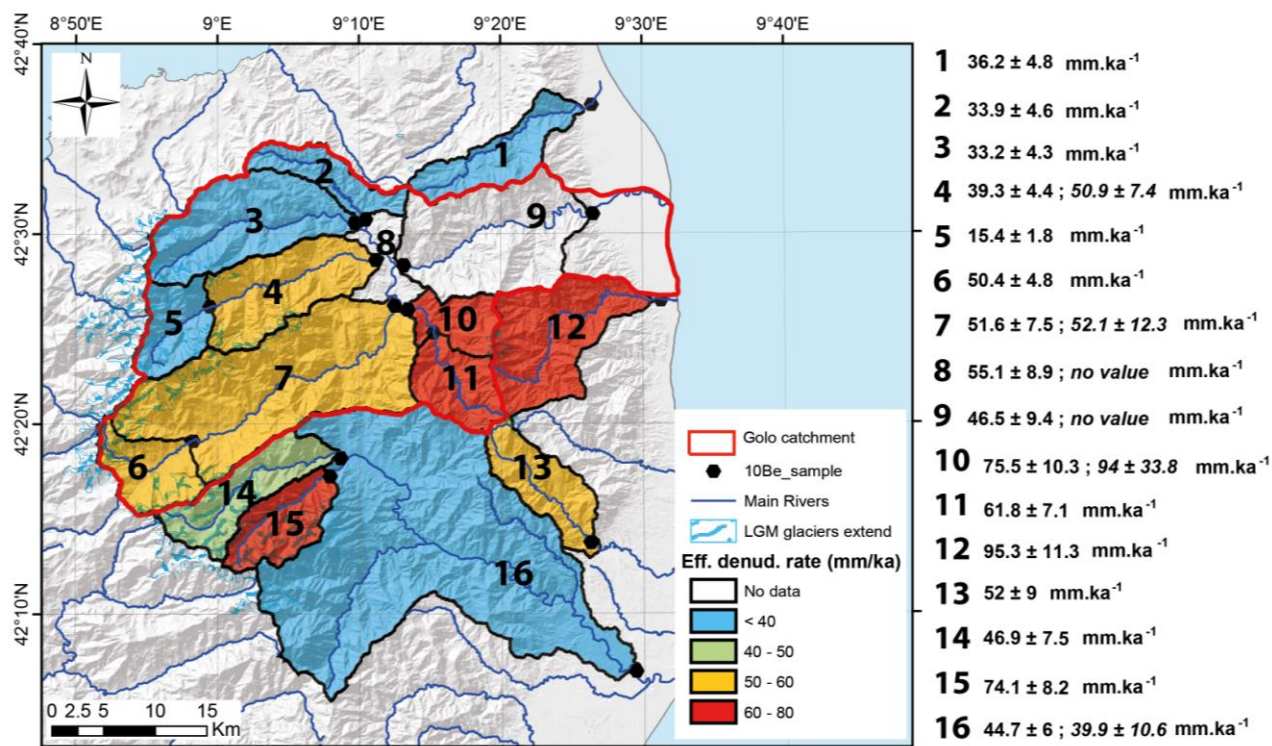 8°50'E 9°E 9°10'E 9°20'E 9°30'E 9°40'E
42°40'N
42°30'N
42°20'N
42°10'N
N
1
2
3
9
8
4
5
10
12
7
11
6
13
14
15
16
0 2.5 5 10 15
Km
Golo catchment
10Be_sample
Main Rivers
LGM glaciers extend
Eff. denud. rate (mm/ka)
No data
< 40
40 - 50
50 - 60
60 - 80
1 36.2 ± 4.8 mm.ka⁻¹
2 33.9 ± 4.6 mm.ka⁻¹
3 33.2 ± 4.3 mm.ka⁻¹
4 39.3 ± 4.4 ; 50.9 ± 7.4 mm.ka⁻¹
5 15.4 ± 1.8 mm.ka⁻¹
6 50.4 ± 4.8 mm.ka⁻¹
7 51.6 ± 7.5 ; 52.1 ± 12.3 mm.ka⁻¹
8 55.1 ± 8.9 ; no value mm.ka⁻¹
9 46.5 ± 9.4 ; no value mm.ka⁻¹
10 75.5 ± 10.3 ; 94 ± 33.8 mm.ka⁻¹
11 61.8 ± 7.1 mm.ka⁻¹
12 95.3 ± 11.3 mm.ka⁻¹
13 52 ± 9 mm.ka⁻¹
14 46.9 ± 7.5 mm.ka⁻¹
15 74.1 ± 8.2 mm.ka⁻¹
16 44.7 ± 6 ; 39.9 ± 10.6 mm.ka⁻¹